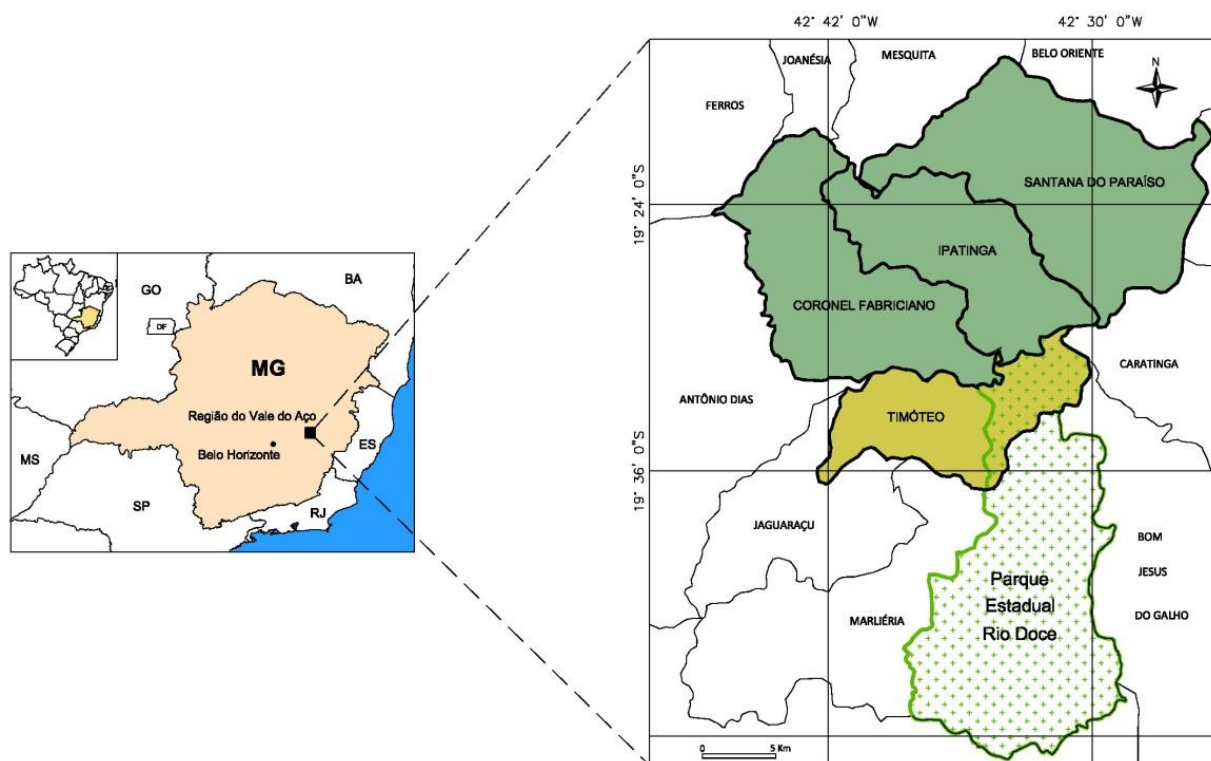 42° 42' 0"W
42° 30' 0"W
JOANÉSIA
MESQUITA
BELO ORIENTE
N
FERROS
SANTANA DO PARAÍSO
19° 24' 0"S
IPATINGA
CORONEL FABRICIANO
CARATINGA
ANTÔNIO DIAS
TIMÓTEO
19° 36' 0"S
JAGUARAÇU
BOM
JESUS
DO GALHO
Parque
Estadual
Rio Doce
MARLIÉRIA
0
5 Km
BA
GO
DF
MG
Região do Vale do Aço
Belo Horizonte
ES
MS
SP
RJ